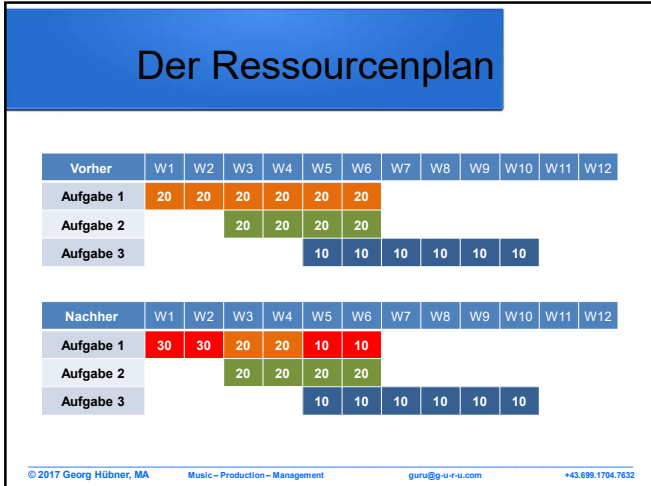 Der Ressourcenplan
Vorher W1 W2 W3 W4 W5 W6 W7 W8 W9 W10 W11 W12
Aufgabe 1 20 20 20 20 20 20
Aufgabe 2 20 20 20 20
Aufgabe 3 10 10 10 10 10 10
Nachher W1 W2 W3 W4 W5 W6 W7 W8 W9 W10 W11 W12
Aufgabe 1 30 30 20 20 10 10
Aufgabe 2 20 20 20 20
Aufgabe 3 10 10 10 10 10 10
© 2017 Georg Hübner, MA Music – Production – Management guru@g-u-r-u.com +43.699.1704.7632